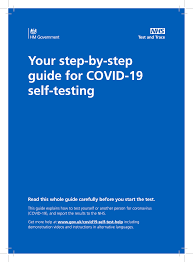 HM Government
NHS
Test and Trace
Your step-by-step
guide for COVID-19
self-testing
Read this whole guide carefully before you start the test.
This guide explains how to test yourself or another person for coronavirus
(COVID-19), and report the results to the NHS.
Get more help at www.gov.uk/covid19-self-test-help including
demonstration videos and instructions in alternative languages.